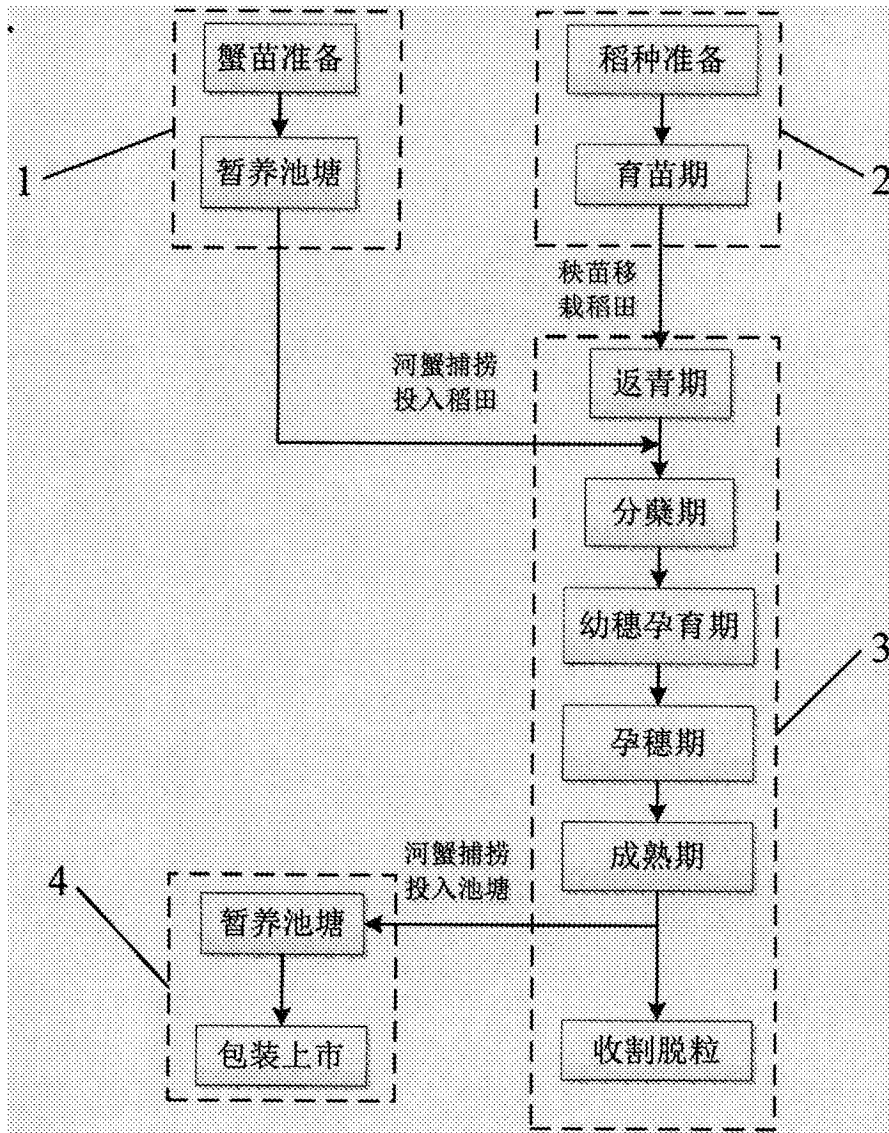 蟹苗准备
稻种准备
1
暂养池塘
育苗期
2
秧苗移
栽稻田
河蟹捕捞
投入稻田
返青期
分蘖期
幼穗孕育期
3
孕穗期
成熟期
河蟹捕捞
投入池塘
4
暂养池塘
包装上市
收割脱粒